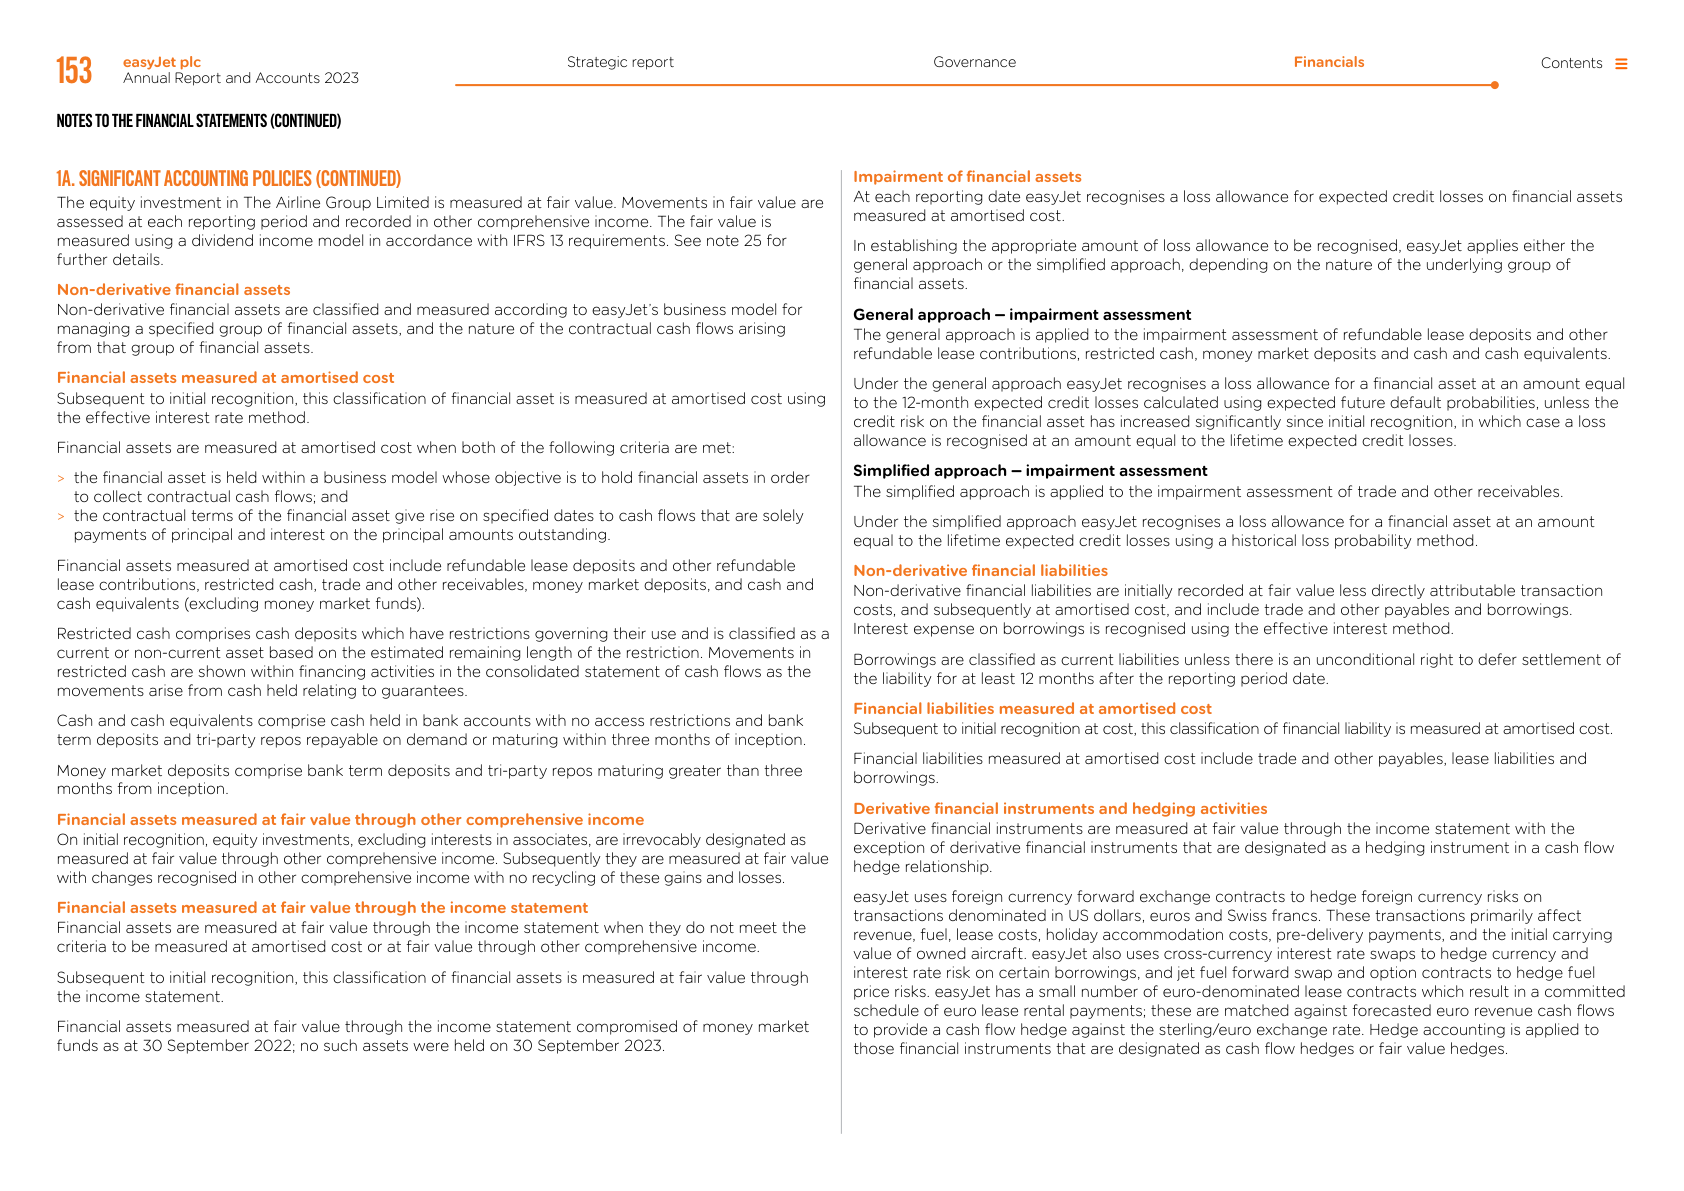 153
easyJet plc
Annual Report and Accounts 2023
Strategic report
Governance
Financials
Contents
NOTES TO THE FINANCIAL STATEMENTS (CONTINUED)
1A. SIGNIFICANT ACCOUNTING POLICIES (CONTINUED)
The equity investment in The Airline Group Limited is measured at fair value. Movements in fair value are
assessed at each reporting period and recorded in other comprehensive income. The fair value is
measured using a dividend income model in accordance with IFRS 13 requirements. See note 25 for
further details.
Non-derivative financial assets
Non-derivative financial assets are classified and measured according to easyJet’s business model for
managing a specified group of financial assets, and the nature of the contractual cash flows arising
from that group of financial assets.
Financial assets measured at amortised cost
Subsequent to initial recognition, this classification of financial asset is measured at amortised cost using
the effective interest rate method.
Financial assets are measured at amortised cost when both of the following criteria are met:
> the financial asset is held within a business model whose objective is to hold financial assets in order
to collect contractual cash flows; and
> the contractual terms of the financial asset give rise on specified dates to cash flows that are solely
payments of principal and interest on the principal amounts outstanding.
Financial assets measured at amortised cost include refundable lease deposits and other refundable
lease contributions, restricted cash, trade and other receivables, money market deposits, and cash and
cash equivalents (excluding money market funds).
Restricted cash comprises cash deposits which have restrictions governing their use and is classified as a
current or non-current asset based on the estimated remaining length of the restriction. Movements in
restricted cash are shown within financing activities in the consolidated statement of cash flows as the
movements arise from cash held relating to guarantees.
Cash and cash equivalents comprise cash held in bank accounts with no access restrictions and bank
term deposits and tri-party repos repayable on demand or maturing within three months of inception.
Money market deposits comprise bank term deposits and tri-party repos maturing greater than three
months from inception.
Financial assets measured at fair value through other comprehensive income
On initial recognition, equity investments, excluding interests in associates, are irrevocably designated as
measured at fair value through other comprehensive income. Subsequently they are measured at fair value
with changes recognised in other comprehensive income with no recycling of these gains and losses.
Financial assets measured at fair value through the income statement
Financial assets are measured at fair value through the income statement when they do not meet the
criteria to be measured at amortised cost or at fair value through other comprehensive income.
Subsequent to initial recognition, this classification of financial assets is measured at fair value through
the income statement.
Financial assets measured at fair value through the income statement compromised of money market
funds as at 30 September 2022; no such assets were held on 30 September 2023.
Impairment of financial assets
At each reporting date easyJet recognises a loss allowance for expected credit losses on financial assets
measured at amortised cost.
In establishing the appropriate amount of loss allowance to be recognised, easyJet applies either the
general approach or the simplified approach, depending on the nature of the underlying group of
financial assets.
General approach – impairment assessment
The general approach is applied to the impairment assessment of refundable lease deposits and other
refundable lease contributions, restricted cash, money market deposits and cash and cash equivalents.
Under the general approach easyJet recognises a loss allowance for a financial asset at an amount equal
to the 12-month expected credit losses calculated using expected future default probabilities, unless the
credit risk on the financial asset has increased significantly since initial recognition, in which case a loss
allowance is recognised at an amount equal to the lifetime expected credit losses.
Simplified approach – impairment assessment
The simplified approach is applied to the impairment assessment of trade and other receivables.
Under the simplified approach easyJet recognises a loss allowance for a financial asset at an amount
equal to the lifetime expected credit losses using a historical loss probability method.
Non-derivative financial liabilities
Non-derivative financial liabilities are initially recorded at fair value less directly attributable transaction
costs, and subsequently at amortised cost, and include trade and other payables and borrowings.
Interest expense on borrowings is recognised using the effective interest method.
Borrowings are classified as current liabilities unless there is an unconditional right to defer settlement of
the liability for at least 12 months after the reporting period date.
Financial liabilities measured at amortised cost
Subsequent to initial recognition at cost, this classification of financial liability is measured at amortised cost.
Financial liabilities measured at amortised cost include trade and other payables, lease liabilities and
borrowings.
Derivative financial instruments and hedging activities
Derivative financial instruments are measured at fair value through the income statement with the
exception of derivative financial instruments that are designated as a hedging instrument in a cash flow
hedge relationship.
easyJet uses foreign currency forward exchange contracts to hedge foreign currency risks on
transactions denominated in US dollars, euros and Swiss francs. These transactions primarily affect
revenue, fuel, lease costs, holiday accommodation costs, pre-delivery payments, and the initial carrying
value of owned aircraft. easyJet also uses cross-currency interest rate swaps to hedge currency and
interest rate risk on certain borrowings, and jet fuel forward swap and option contracts to hedge fuel
price risks. easyJet has a small number of euro-denominated lease contracts which result in a committed
schedule of euro lease rental payments; these are matched against forecasted euro revenue cash flows
to provide a cash flow hedge against the sterling/euro exchange rate. Hedge accounting is applied to
those financial instruments that are designated as cash flow hedges or fair value hedges.